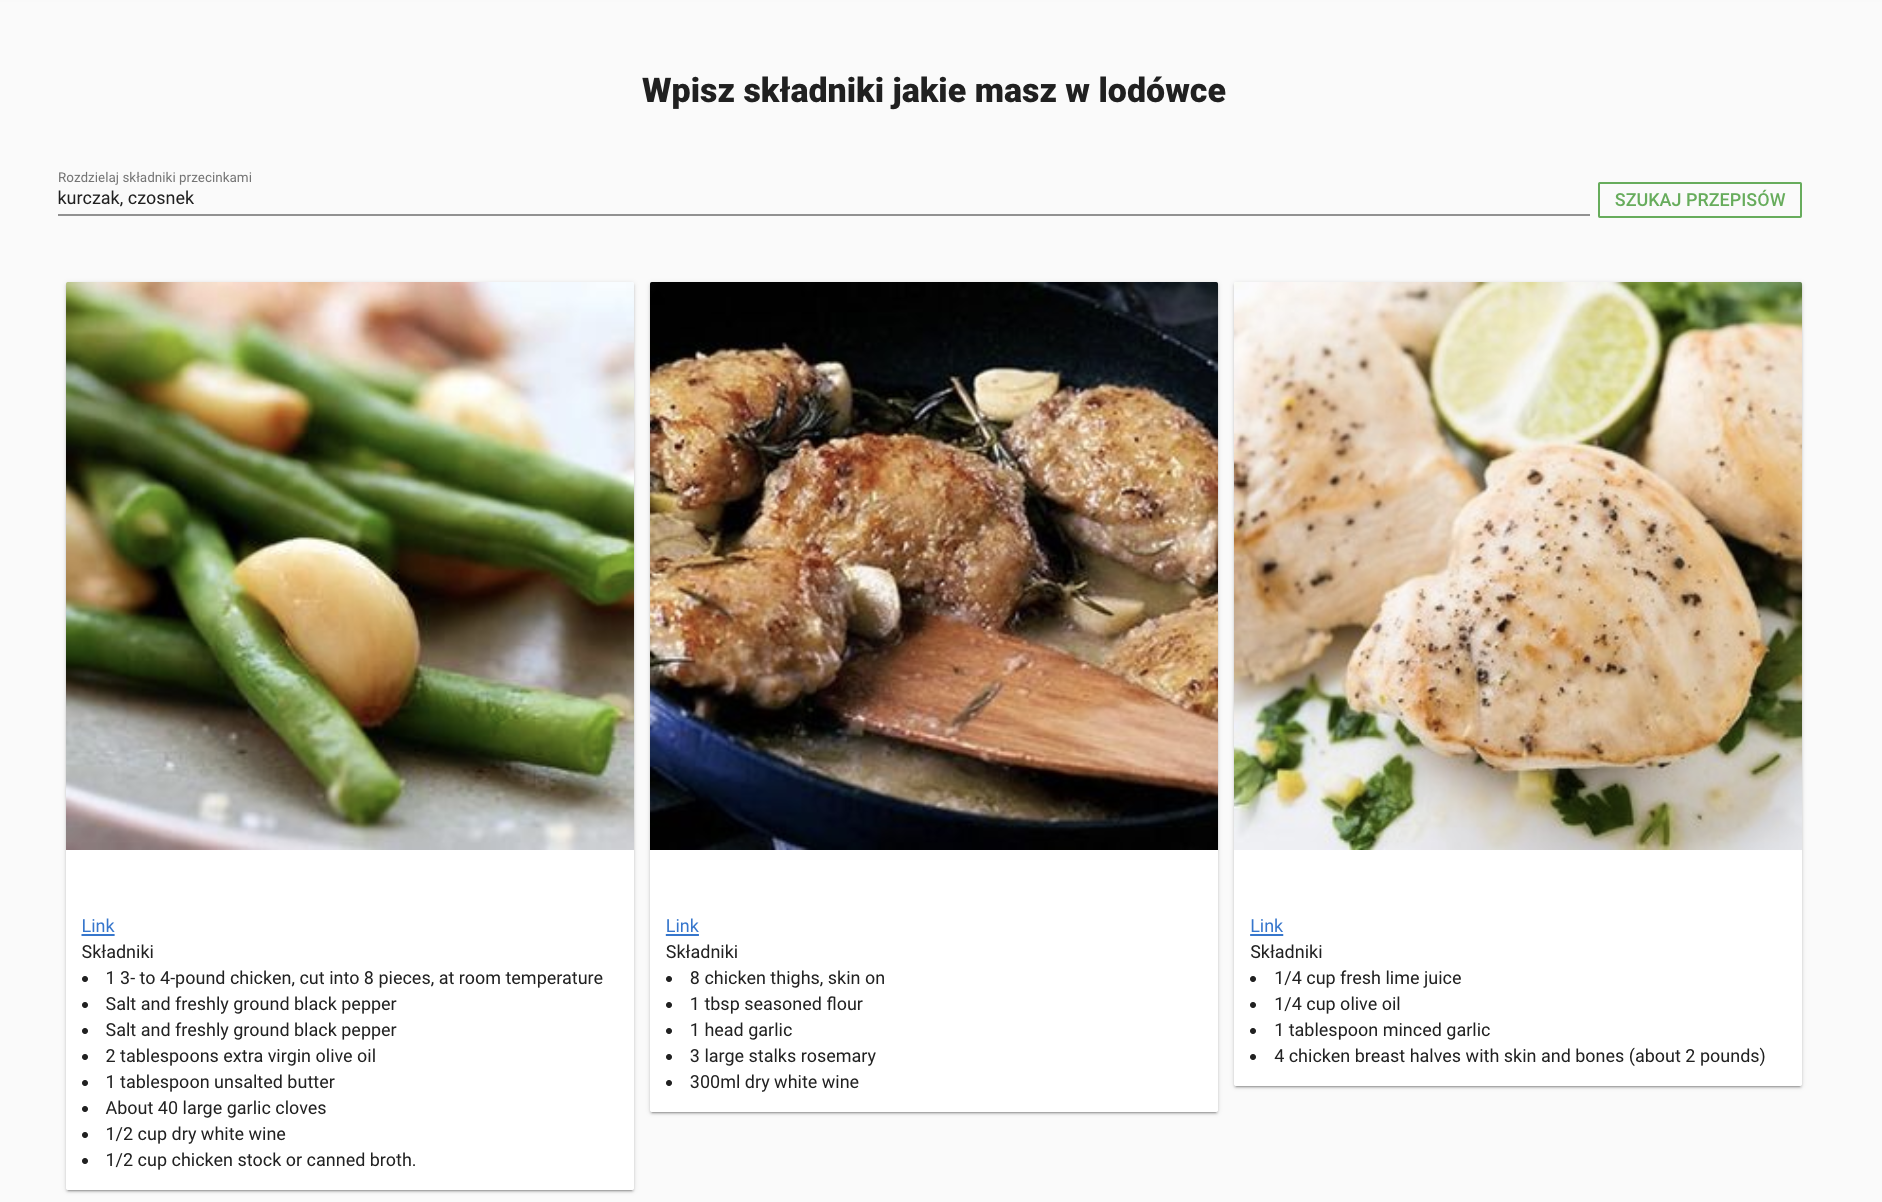 Wpisz składniki jakie masz w lodówce
Rozdzielaj składniki przecinkami
kurczak, czosnek
SZUKAJ PRZEPISÓW
Link
Składniki
1 3- to 4-pound chicken, cut into 8 pieces, at room temperature
Salt and freshly ground black pepper
Salt and freshly ground black pepper
2 tablespoons extra virgin olive oil
1 tablespoon unsalted butter
About 40 large garlic cloves
1/2 cup dry white wine
1/2 cup chicken stock or canned broth.
Link
Składniki
8 chicken thighs, skin on
1 tbsp seasoned flour
1 head garlic
3 large stalks rosemary
300ml dry white wine
Link
Składniki
1/4 cup fresh lime juice
1/4 cup olive oil
1 tablespoon minced garlic
4 chicken breast halves with skin and bones (about 2 pounds)